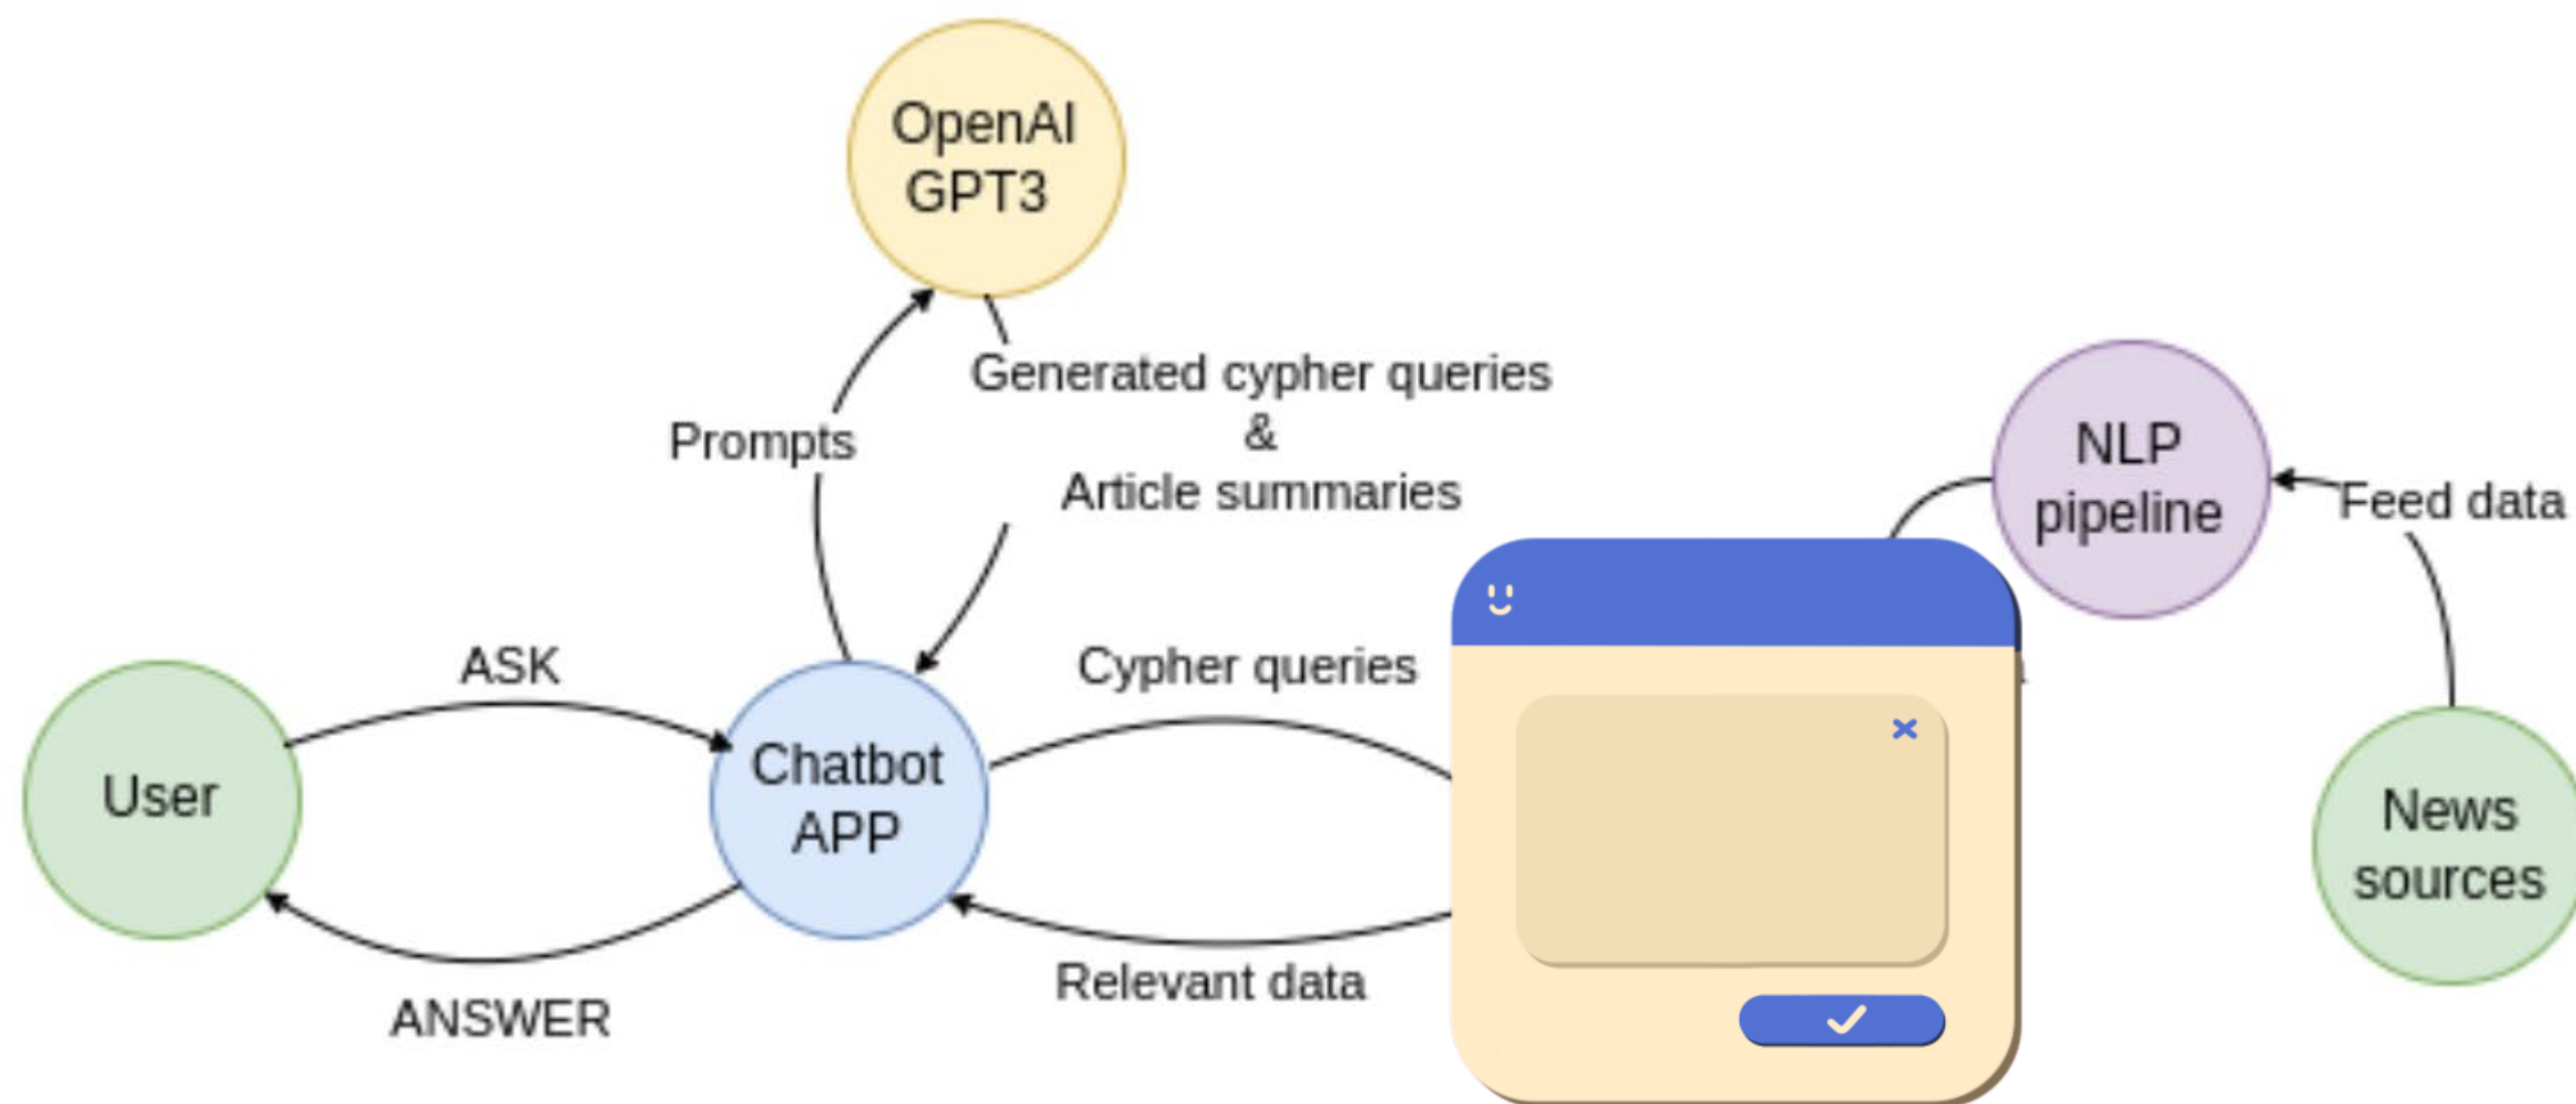 OpenAI
GPT3
Generated cypher queries
&
Article summaries
Prompts
NLP
pipeline
Feed data
ASK
Cypher queries
User
Chatbot
APP
News
sources
Relevant data
ANSWER